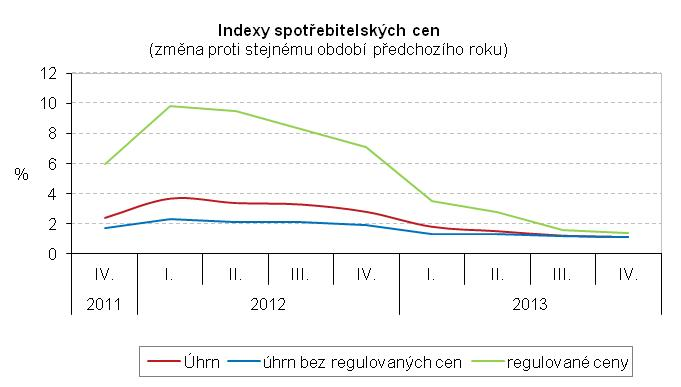 Indexy spotřebitelských cen
(změna proti stejnému období předchozího roku)
12
10
8
6
4
2
0
%
IV. I. II. III. IV. I. II. III. IV.
2011 2012 2013
Úhrn úhrn bez regulovaných cen regulované ceny